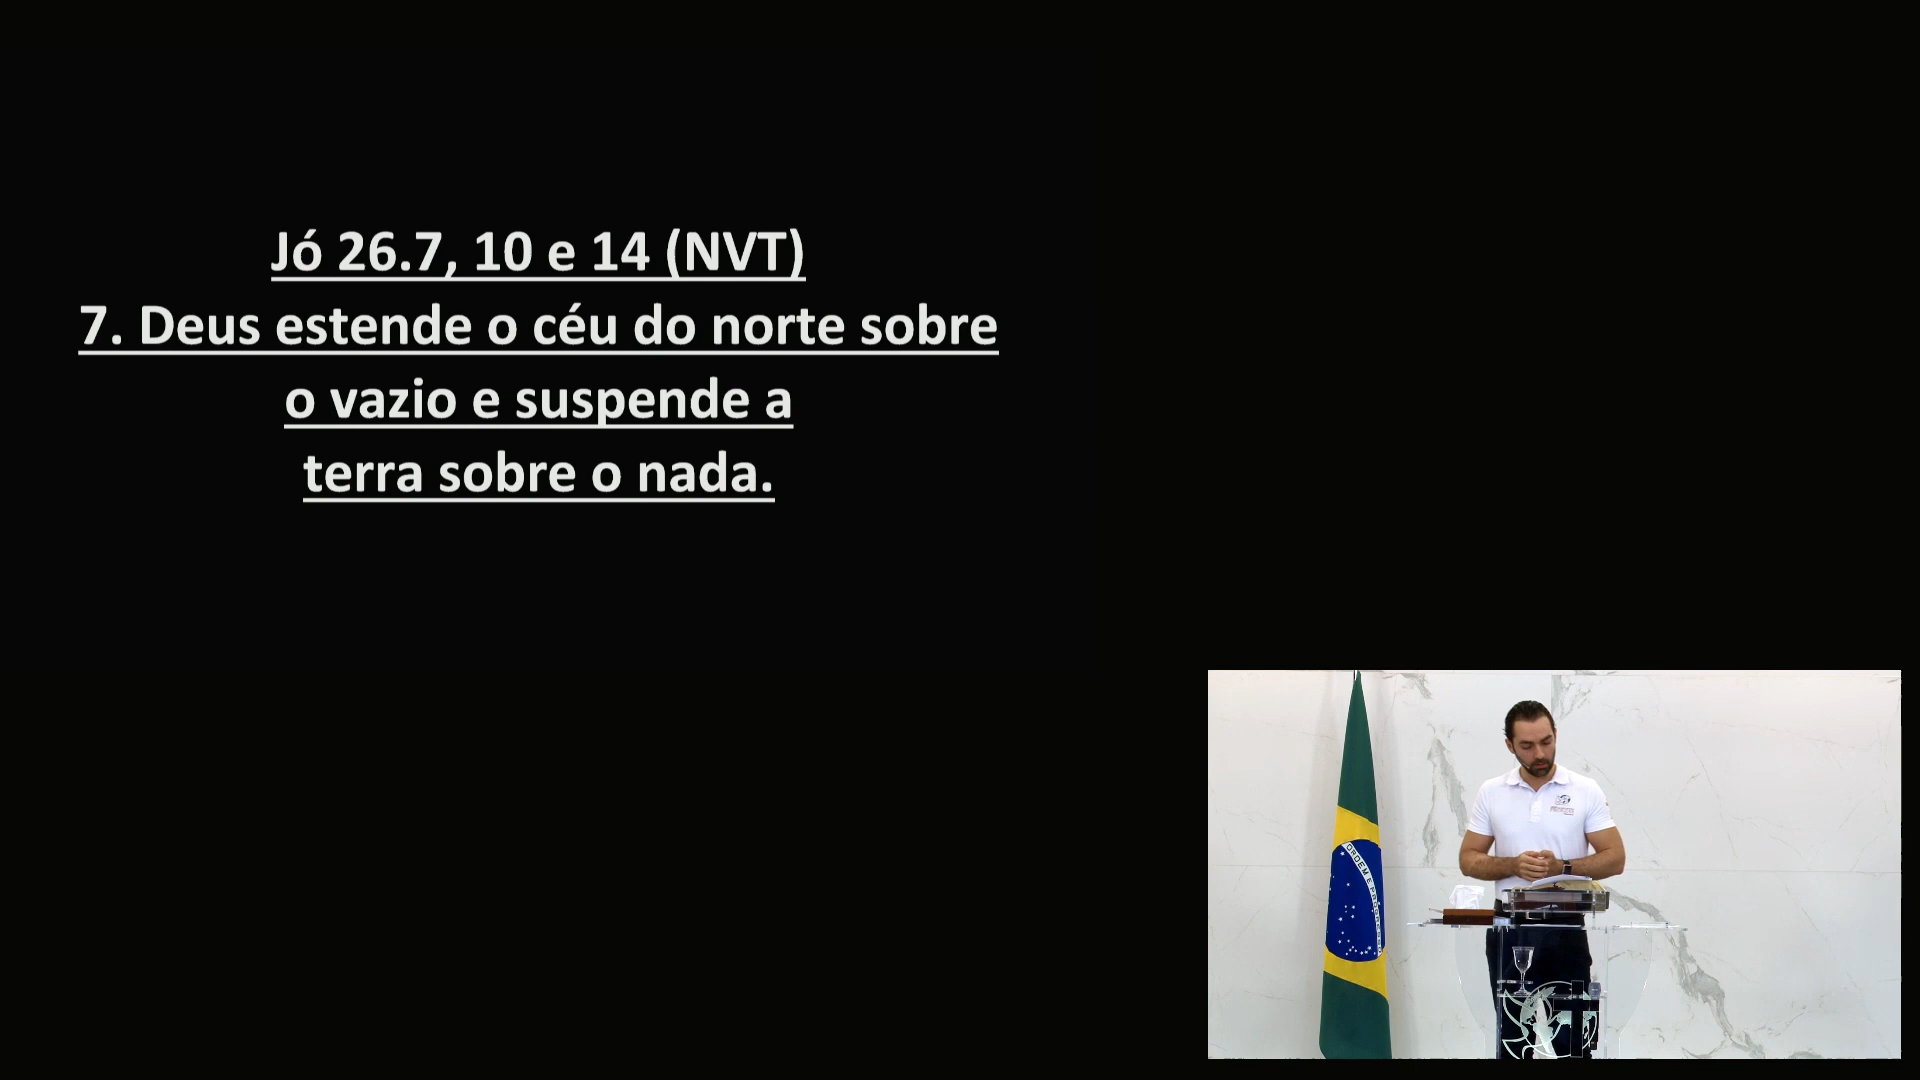 Jó 26.7, 10 e 14 (NVT)
7. Deus estende o céu do norte sobre
o vazio e suspende a
terra sobre o nada.